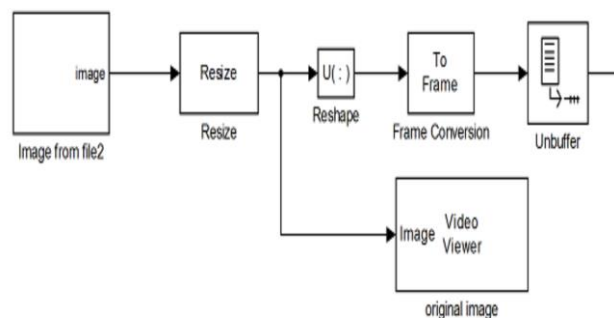 image
Image from file2
Resize
Resize
U( : )
Reshape
To
Frame
Frame Conversion
Unbuffer
Image
Video
Viewer
original image